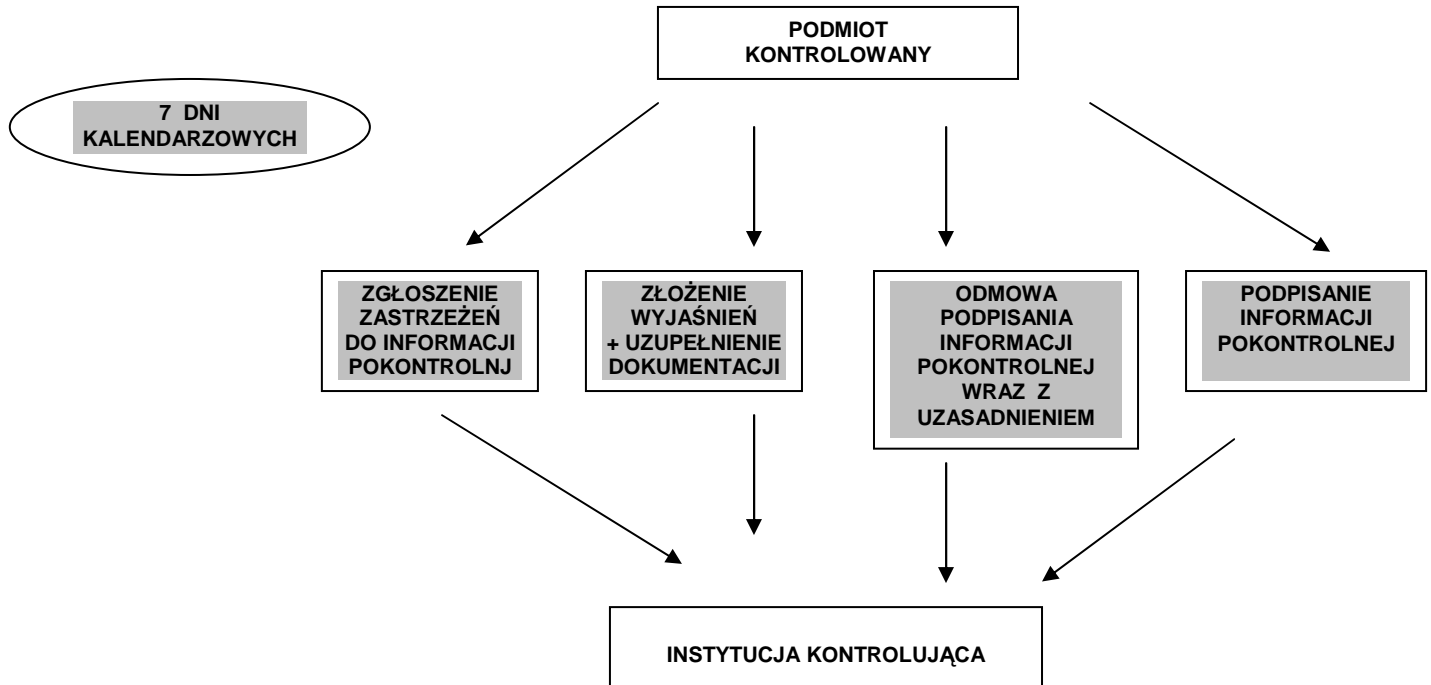 PODMIOT
KONTROLOWANY
7 DNI
KALENDARZOWYCH
ZGŁOSZENIE
ZASTRZEŻEŃ
DO INFORMACJI
POKONTROLNJ
ZŁOŻENIE
WYJAŚNIEŃ
+ UZUPEŁNIENIE
DOKUMENTACJI
ODMOWA
PODPISANIA
INFORMACJI
POKONTROLNEJ
WRAZ Z
UZASADNIENIEM
PODPISANIE
INFORMACJI
POKONTROLNEJ
INSTYTUCJA KONTROLUJĄCA